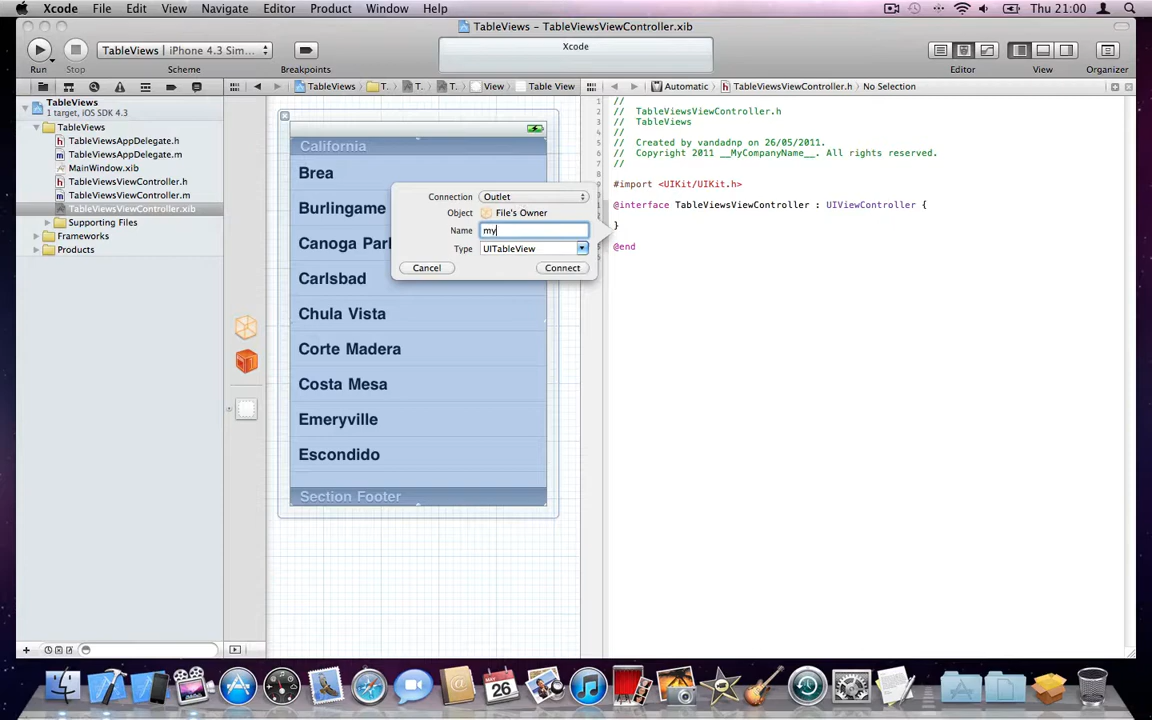 Xcode File Edit View Navigate Editor Product Window Help Thu 21:00
TableViewsViewController.xib
TableViews | iPhone 4.3 Sim...
Xcode
Run Stop Scheme Breakpoints Editor View Organizer
TableViews T. T. T. View Table View
Automatic TableViewsViewController.h No Selection
TableViews
1 target, iOS SDK 4.3
TableViews
TableViewsAppDelegate.h
TableViewsAppDelegate.m
MainWindow.xib
TableViewsViewController.h
TableViewsViewController.m
TableViewsViewController.xib
Supporting Files
Frameworks
Products
California
Brea
Burlingame
Canoga Park
Carlsbad
Chula Vista
Corte Madera
Costa Mesa
Emeryville
Escondido
Section Footer
Connection Outlet
Object File's Owner
Name my
Type UITableView
Cancel Connect
//
// TableViewsViewController.h
// TableViews
//
// Created by vandadnp on 26/05/2011.
// Copyright 2011 __MyCompanyName__. All rights reserved.
//
#import <UIKit/UIKit.h>
@interface TableViewsViewController : UIViewController {
}
@end
MAY
26